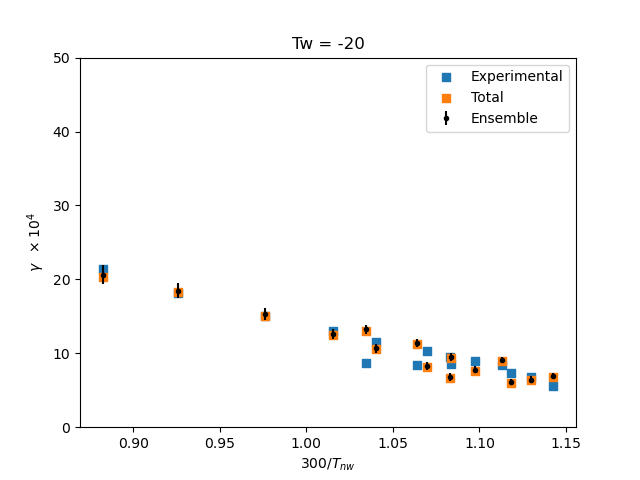 Tw = -20
50
40
30
20
10
0
γ × 10⁴
Experimental
Total
Ensemble
0.90 0.95 1.00 1.05 1.10 1.15
300/Tₙw